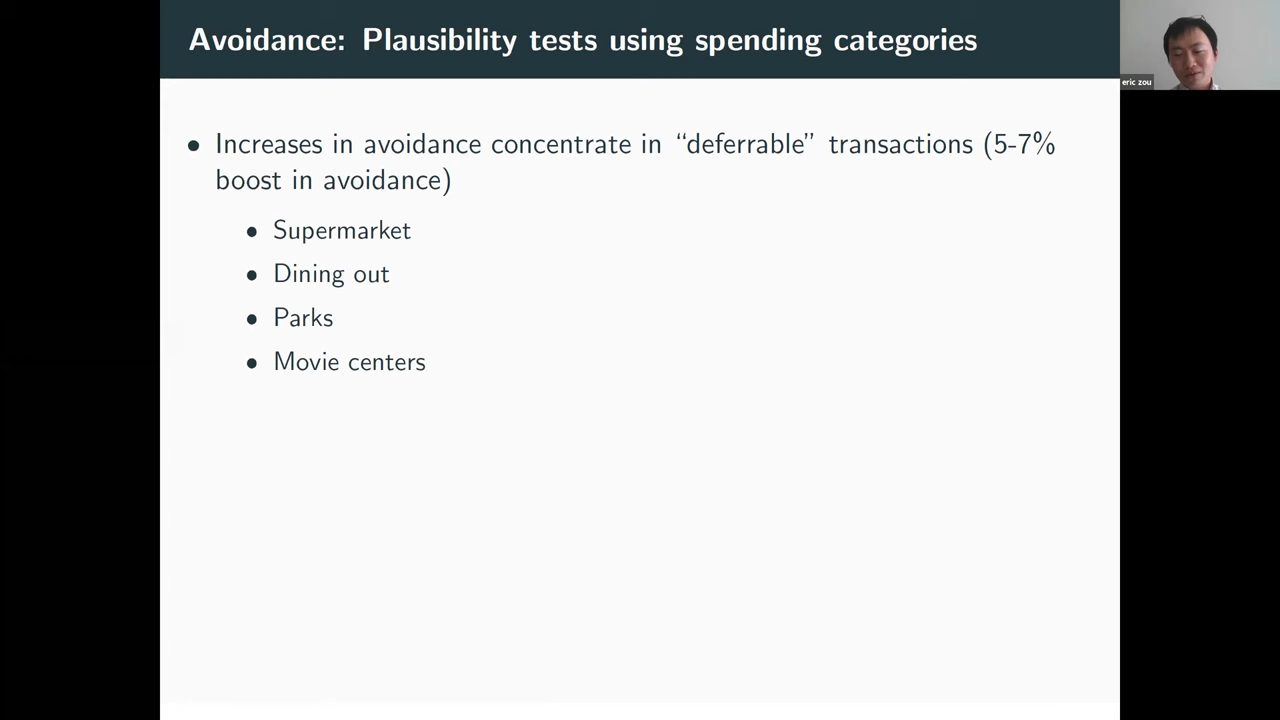 Avoidance: Plausibility tests using spending categories
eric zou
• Increases in avoidance concentrate in “deferrable” transactions (5-7%
boost in avoidance)
• Supermarket
• Dining out
• Parks
• Movie centers